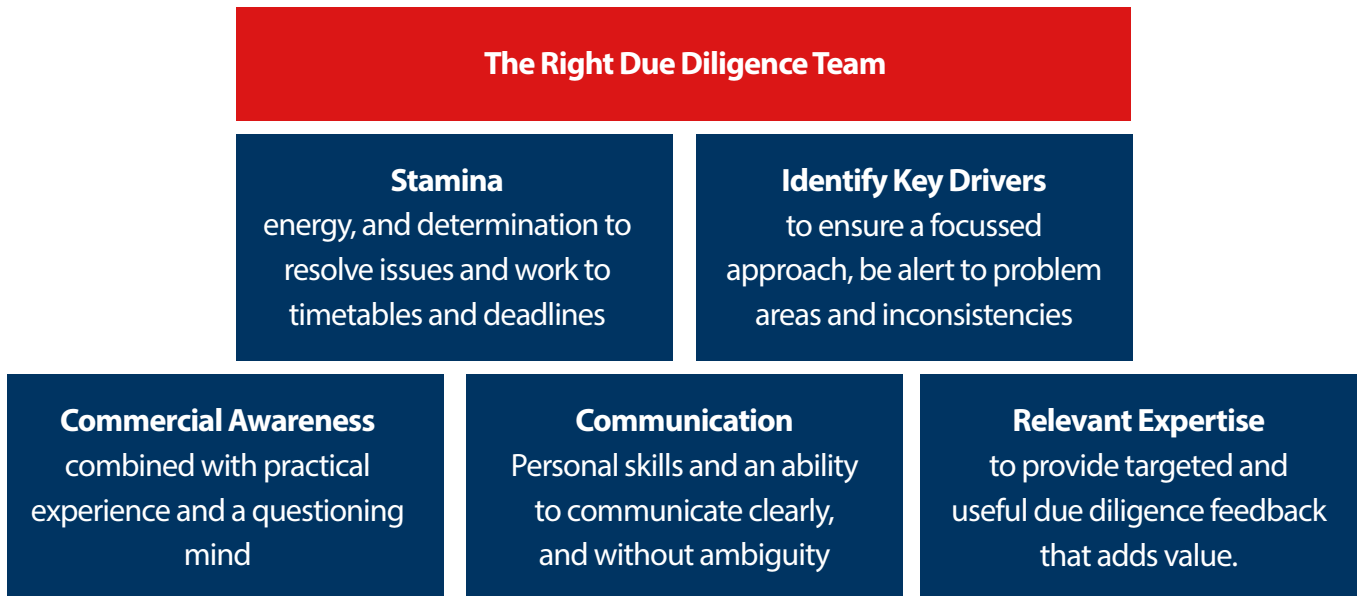 The Right Due Diligence Team
Stamina
energy, and determination to
resolve issues and work to
timetables and deadlines
Identify Key Drivers
to ensure a focussed
approach, be alert to problem
areas and inconsistencies
Commercial Awareness
combined with practical
experience and a questioning
mind
Communication
Personal skills and an ability
to communicate clearly,
and without ambiguity
Relevant Expertise
to provide targeted and
useful due diligence feedback
that adds value.